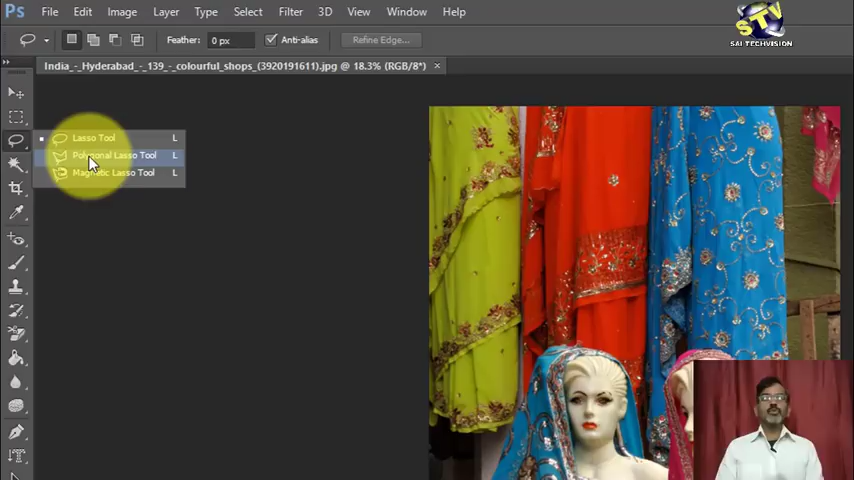 Ps File Edit Image Layer Type Select Filter 3D View Window Help
STV
SAI TECHVISION
Feather: 0 px Anti-alias Refine Edge...
India_-_Hyderabad_-_139_-_colourful_shops_(3920191611).jpg @ 18.3% (RGB/8*) ×
Lasso Tool L
Polygonal Lasso Tool L
Magnetic Lasso Tool L